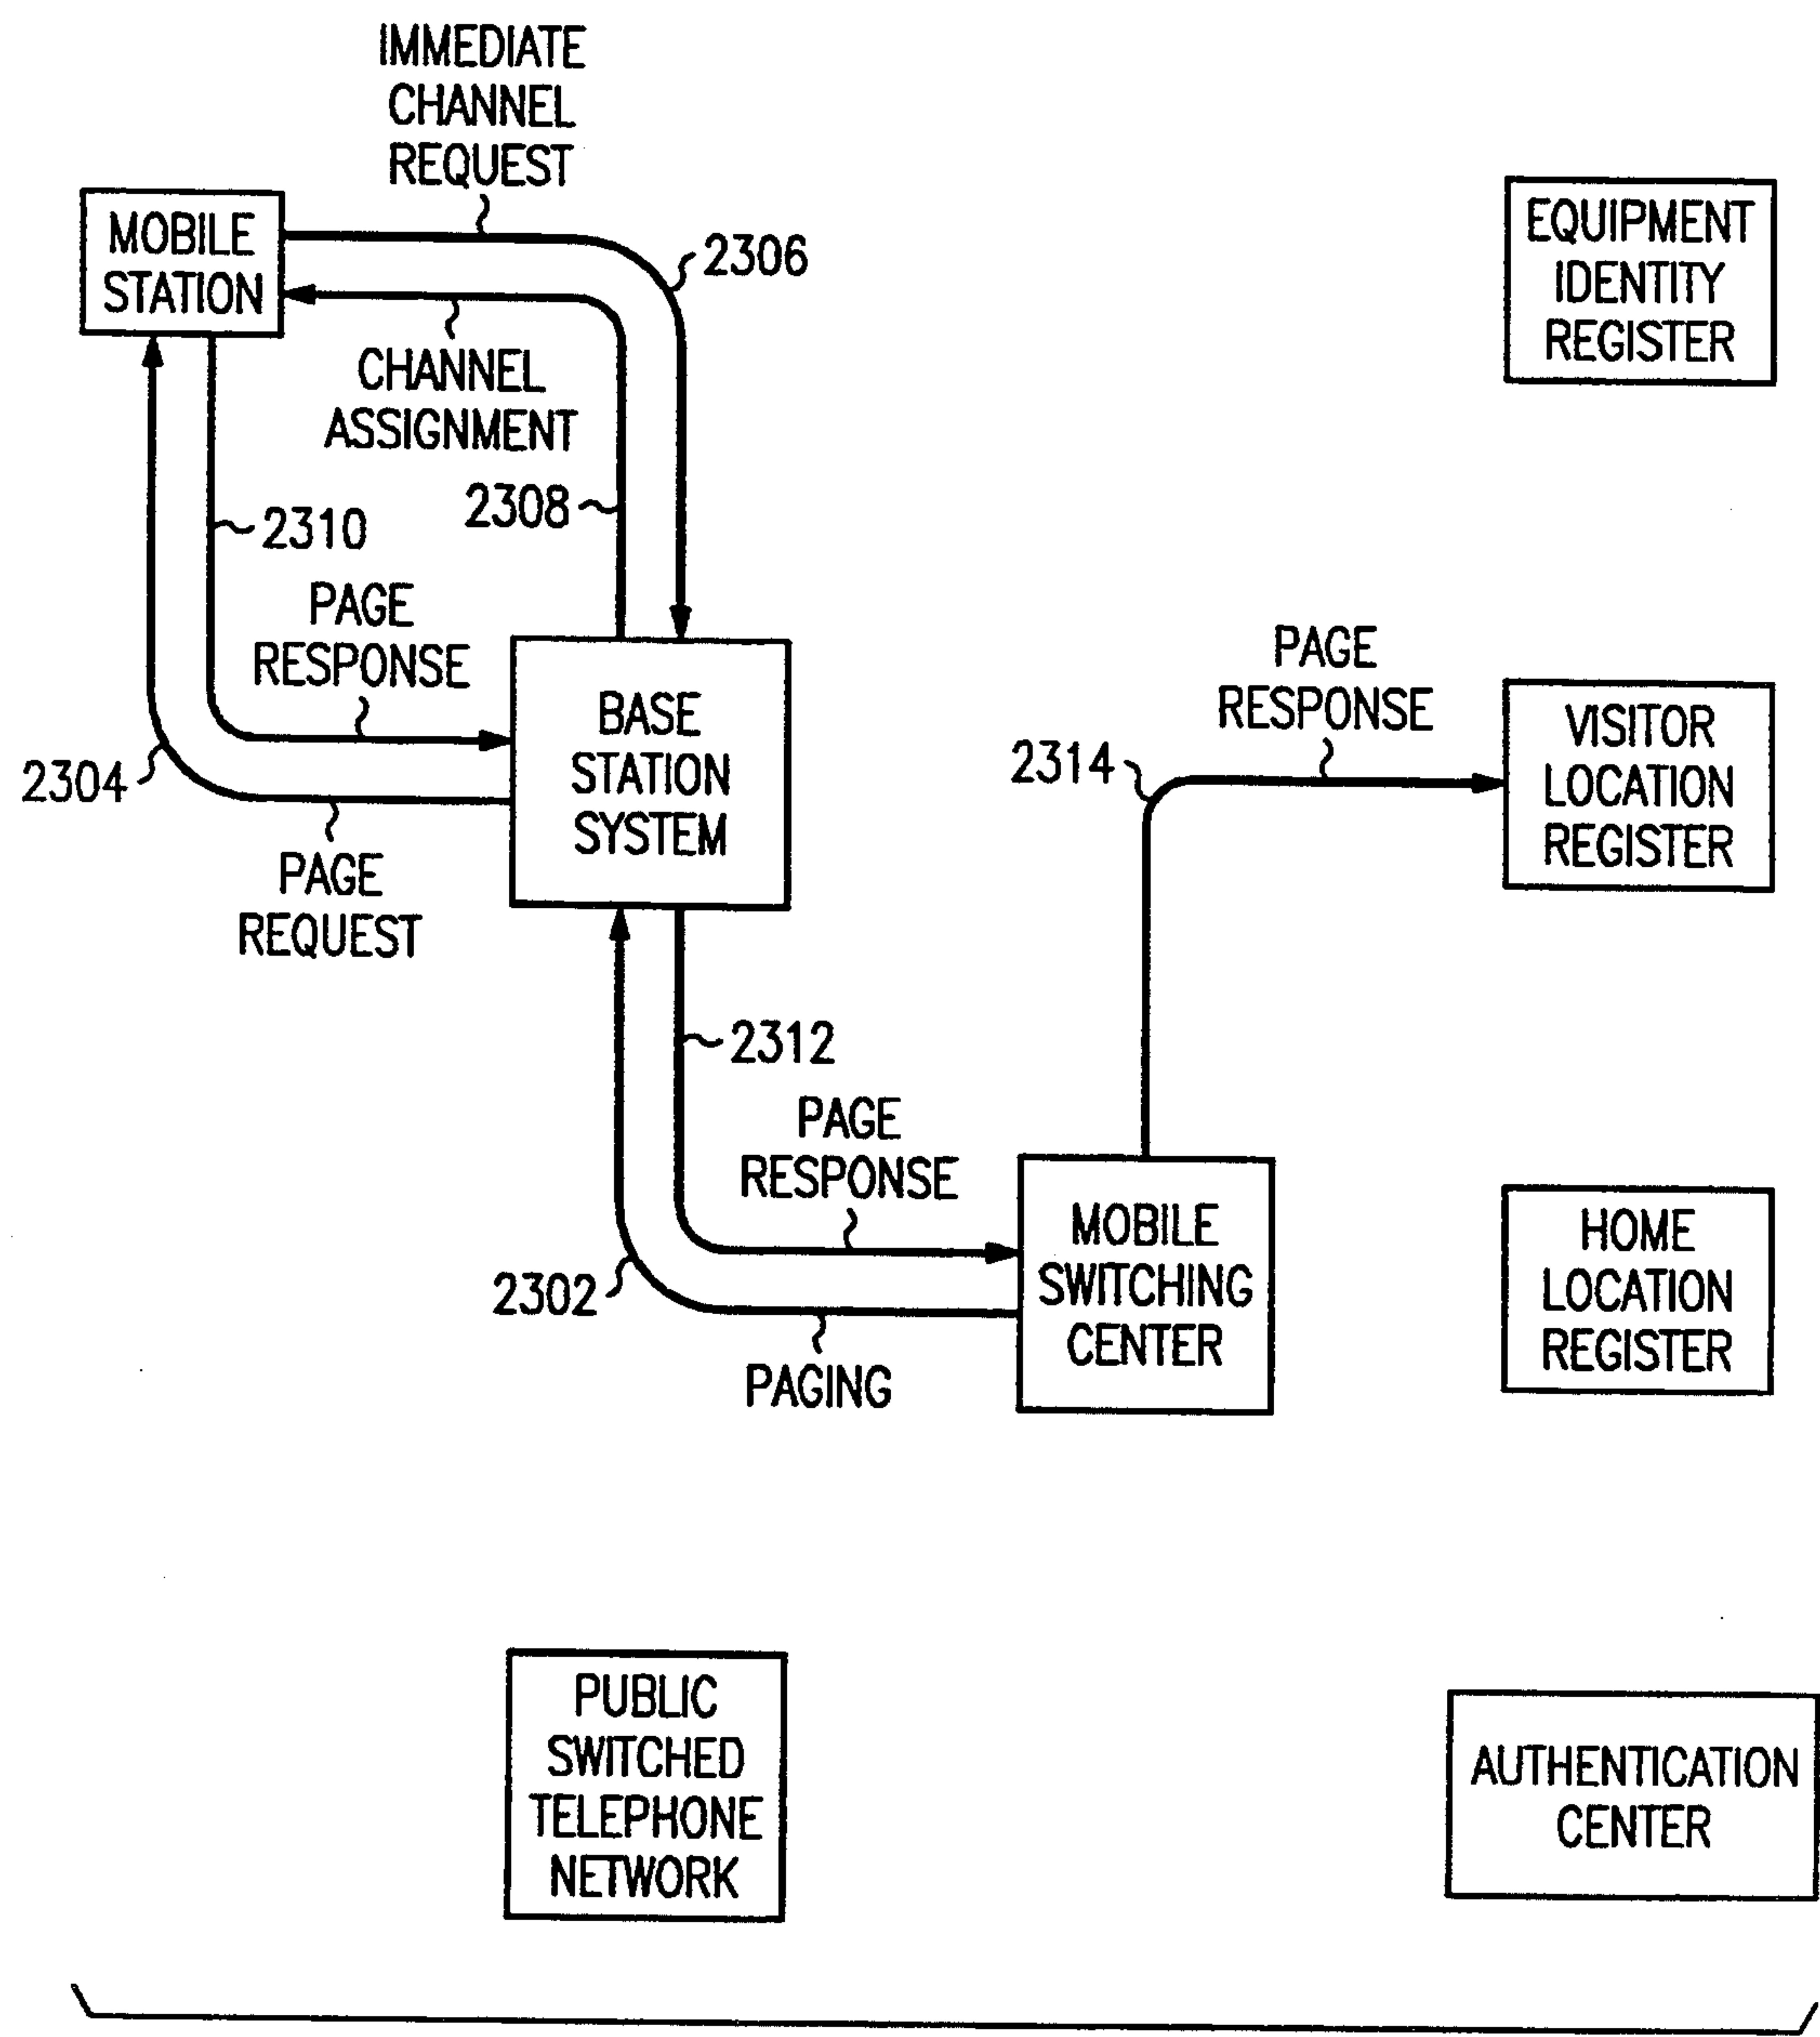 IMMEDIATE
CHANNEL
REQUEST
MOBILE
STATION
2306
EQUIPMENT
IDENTITY
REGISTER
CHANNEL
ASSIGNMENT
2308
2310
PAGE
RESPONSE
2304
PAGE
REQUEST
BASE
STATION
SYSTEM
PAGE
RESPONSE
2314
VISITOR
LOCATION
REGISTER
2312
PAGE
RESPONSE
2302
PAGING
MOBILE
SWITCHING
CENTER
HOME
LOCATION
REGISTER
PUBLIC
SWITCHED
TELEPHONE
NETWORK
AUTHENTICATION
CENTER